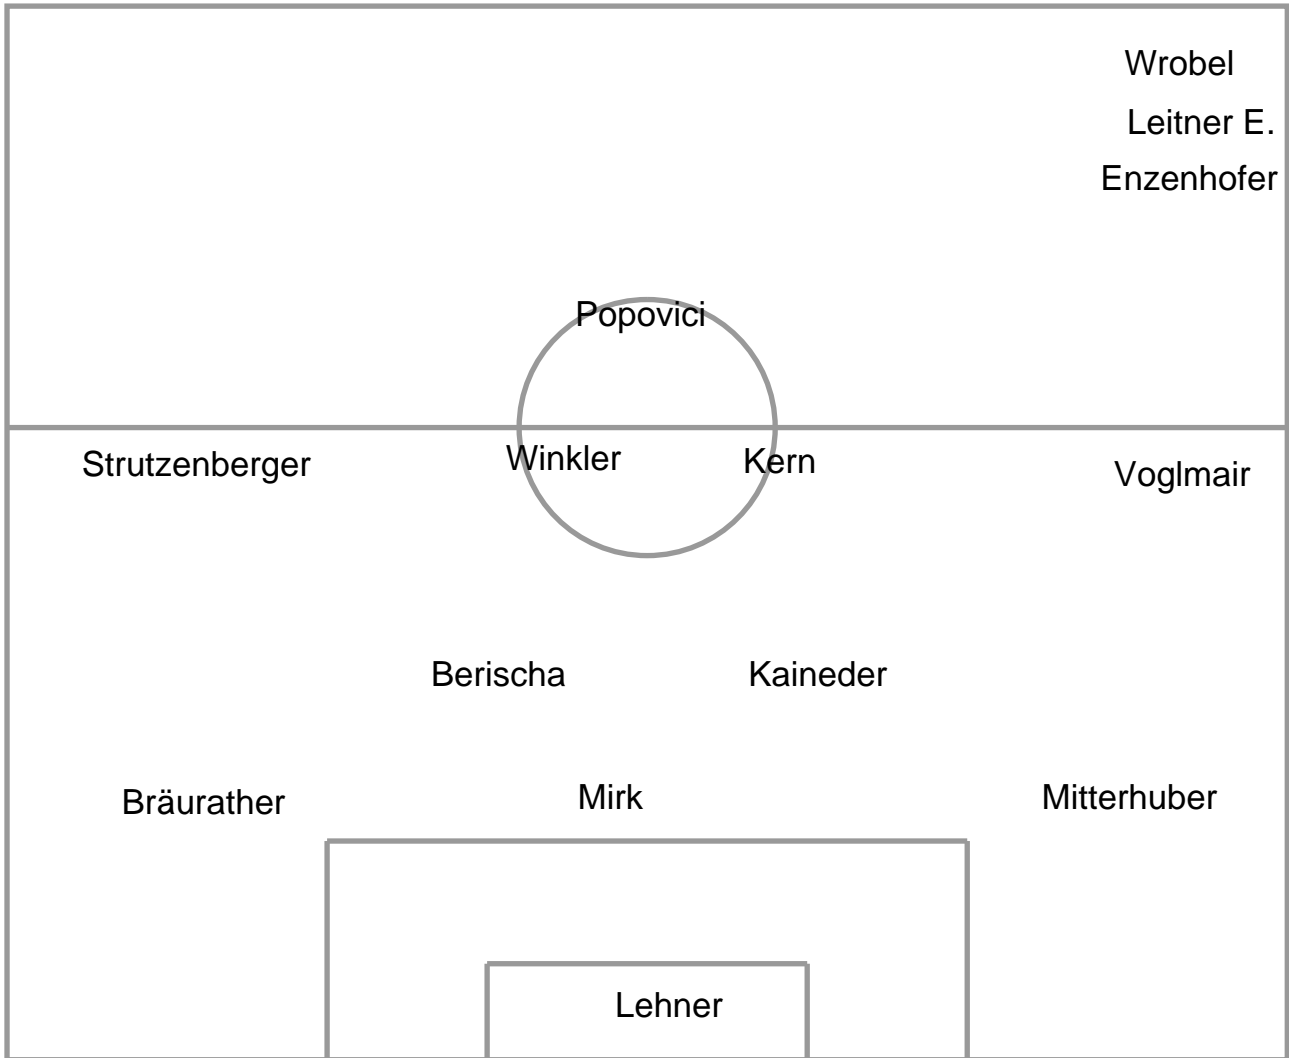 Wrobel
Leitner E.
Enzenhofer
Popovici
Strutzenberger
Winkler
Kern
Voglmair
Berischa
Kaineder
Bräurather
Mirk
Mitterhuber
Lehner